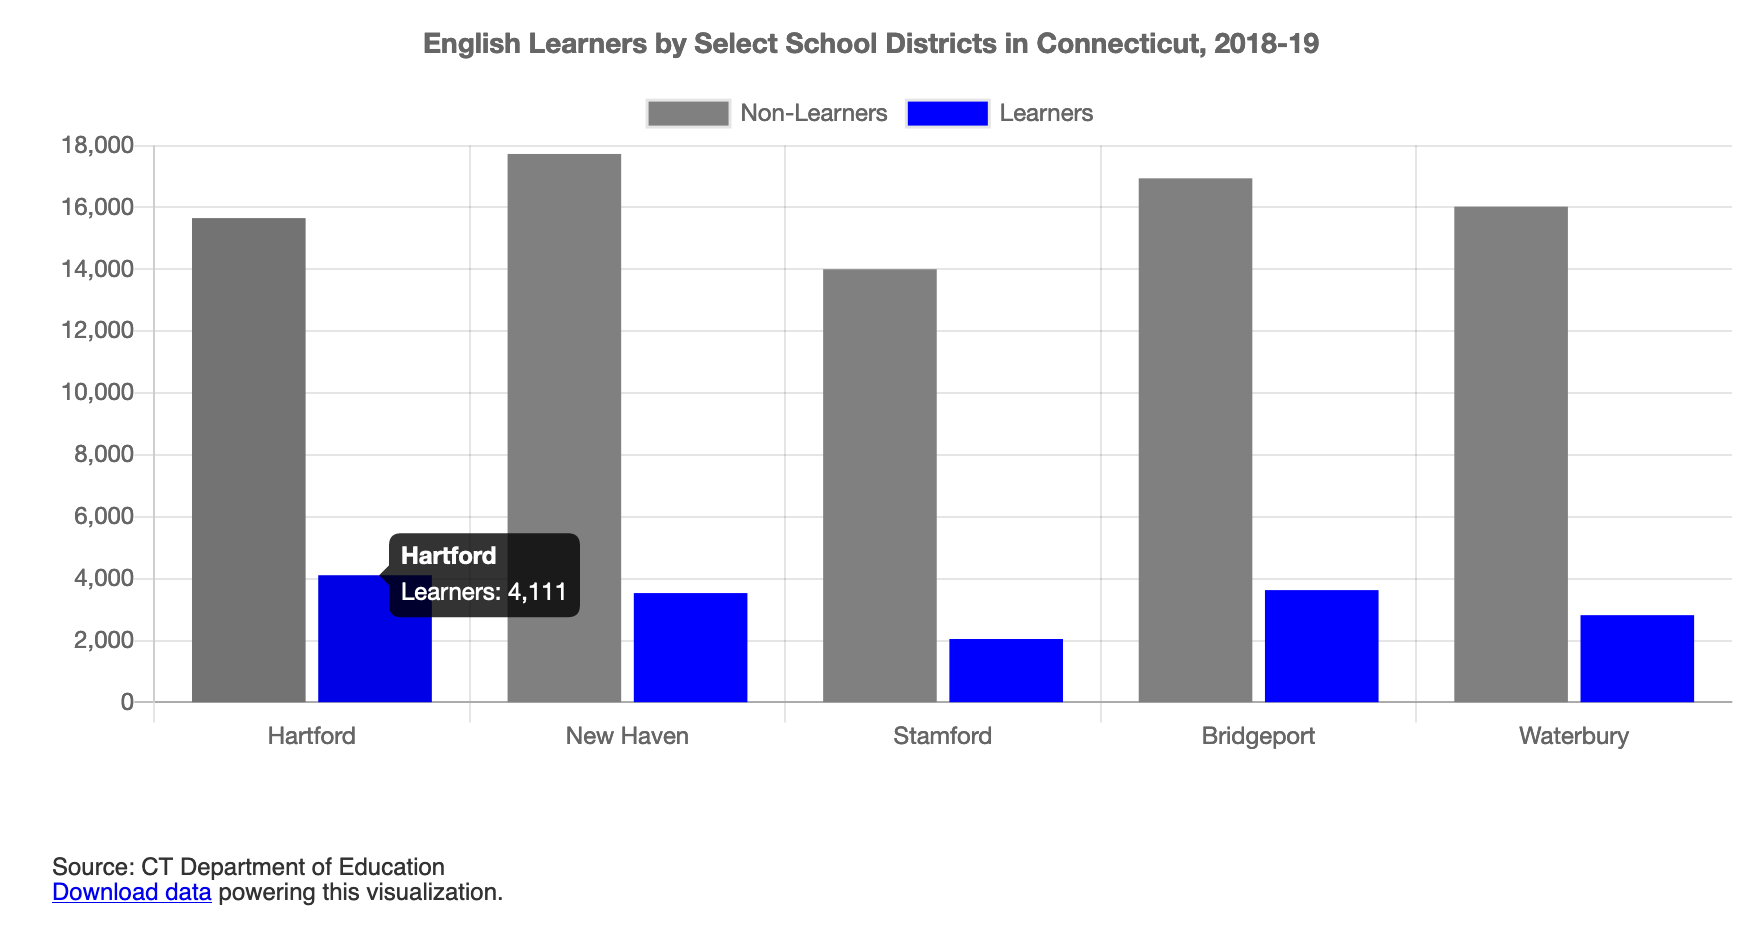 English Learners by Select School Districts in Connecticut, 2018-19
Non-Learners Learners
18,000
16,000
14,000
12,000
10,000
8,000
6,000
4,000
2,000
0
Hartford
Learners: 4,111
Hartford New Haven Stamford Bridgeport Waterbury
Source: CT Department of Education
Download data powering this visualization.